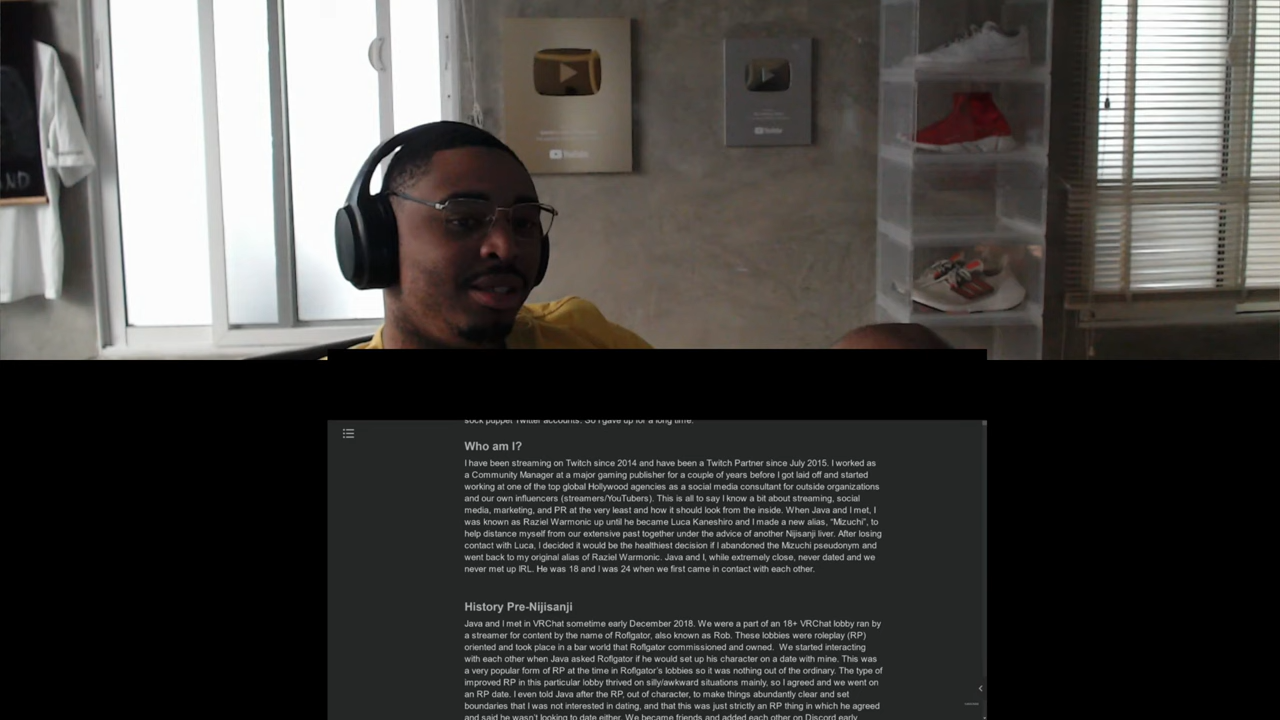 ND
YouTube
YouTube
sock puppet Twitter accounts. So I gave up for a long time.
Who am I?
I have been streaming on Twitch since 2014 and have been a Twitch Partner since July 2015. I worked as
a Community Manager at a major gaming publisher for a couple of years before I got laid off and started
working at one of the top global Hollywood agencies as a social media consultant for outside organizations
and our own influencers (streamers/YouTubers). This is all to say I know a bit about streaming, social
media, marketing, and PR at the very least and how it should look from the inside. When Java and I met, I
was known as Raziel Warmonic up until he became Luca Kaneshiro and I made a new alias, “Mizuchi”, to
help distance myself from our extensive past together under the advice of another Nijisanji liver. After losing
contact with Luca, I decided it would be the healthiest decision if I abandoned the Mizuchi pseudonym and
went back to my original alias of Raziel Warmonic. Java and I, while extremely close, never dated and we
never met up IRL. He was 18 and I was 24 when we first came in contact with each other.
History Pre-Nijisanji
Java and I met in VRChat sometime early December 2018. We were a part of an 18+ VRChat lobby ran by
a streamer for content by the name of Roflgator, also known as Rob. These lobbies were roleplay (RP)
oriented and took place in a bar world that Roflgator commissioned and owned. We started interacting
with each other when Java asked Roflgator if he would set up his character on a date with mine. This was
a very popular form of RP at the time in Roflgator's lobbies so it was nothing out of the ordinary. The type of
improved RP in this particular lobby thrived on silly/awkward situations mainly, so I agreed and we went on
an RP date. I even told Java after the RP, out of character, to make things abundantly clear and set
boundaries that I was not interested in dating, and that this was just strictly an RP thing in which he agreed
and said he wasn't looking to date either. We became friends and added each other on Discord early